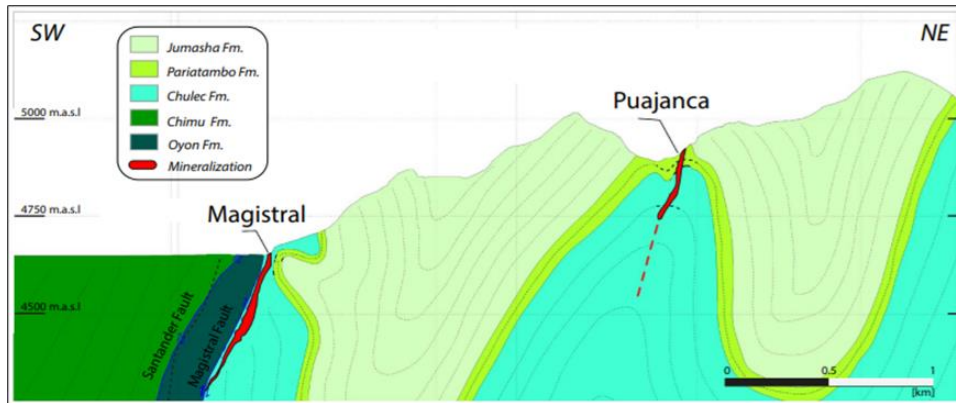 SW
NE
Jumasha Fm.
Pariatambo Fm.
Chulec Fm.
Chimu Fm.
Oyon Fm.
Mineralization
Puajanca
5000 m.a.s.l
4750 m.a.s.l
Magistral
4500 m.a.s.l
Santander Fault
Magistral Fault
0 0.5 1
[km]